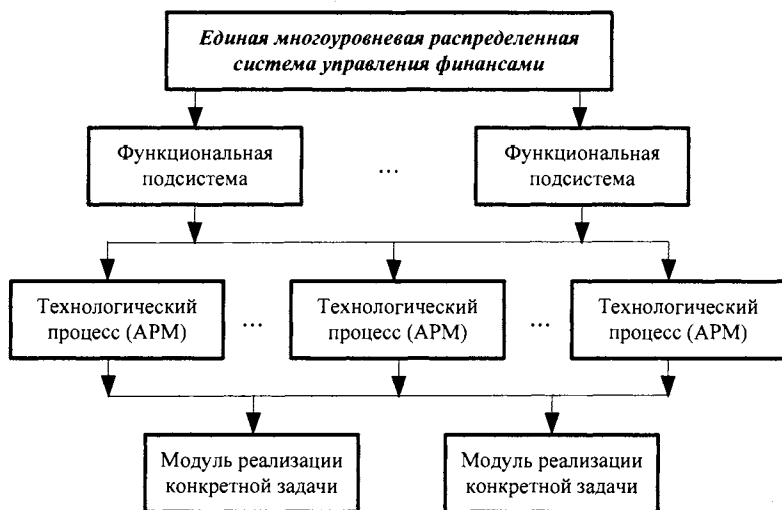 Единая многоуровневая распределенная
система управления финансами
Функциональная
подсистема
...
Функциональная
подсистема
Технологический
процесс (АРМ)
...
Технологический
процесс (АРМ)
...
Технологический
процесс (АРМ)
Модуль реализации
конкретной задачи
Модуль реализации
конкретной задачи